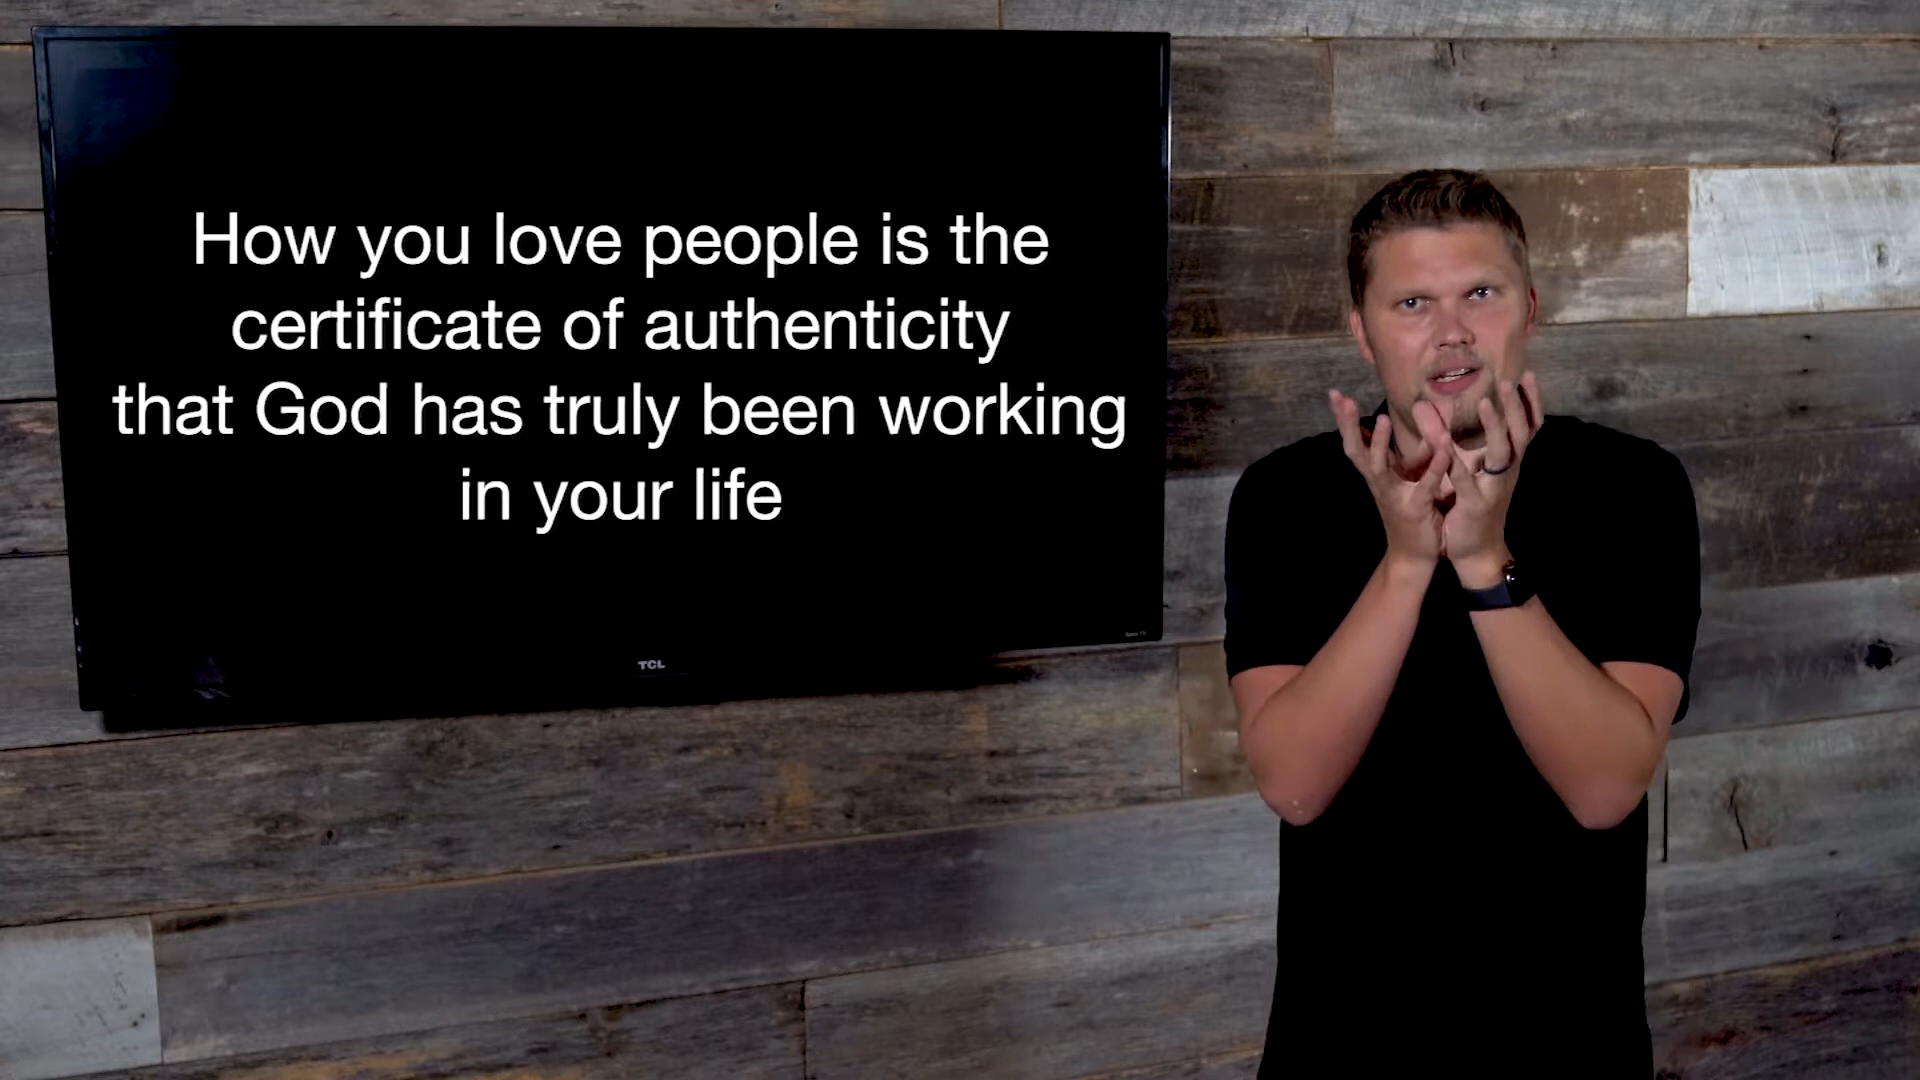 How you love people is the
certificate of authenticity
that God has truly been working
in your life
TCL